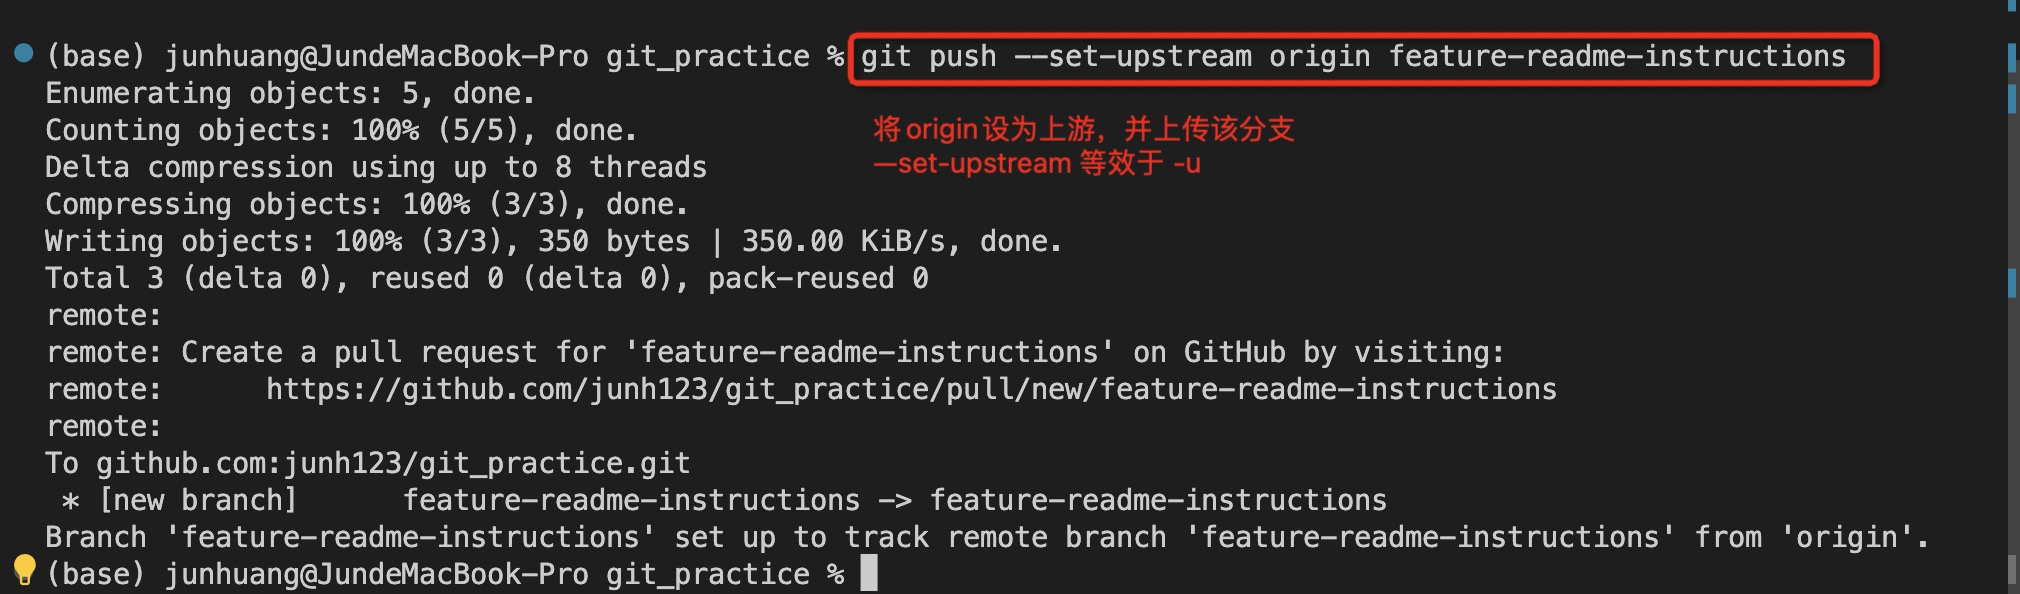 (base) junhuang@JundeMacBook-Pro git_practice % git push --set-upstream origin feature-readme-instructions
Enumerating objects: 5, done.
Counting objects: 100% (5/5), done.
将origin设为上游，并上传该分支
Delta compression using up to 8 threads
—set-upstream 等效于 -u
Compressing objects: 100% (3/3), done.
Writing objects: 100% (3/3), 350 bytes | 350.00 KiB/s, done.
Total 3 (delta 0), reused 0 (delta 0), pack-reused 0
remote:
remote: Create a pull request for 'feature-readme-instructions' on GitHub by visiting:
remote:      https://github.com/junh123/git_practice/pull/new/feature-readme-instructions
remote:
To github.com:junh123/git_practice.git
 * [new branch]      feature-readme-instructions -> feature-readme-instructions
Branch 'feature-readme-instructions' set up to track remote branch 'feature-readme-instructions' from 'origin'.
(base) junhuang@JundeMacBook-Pro git_practice %